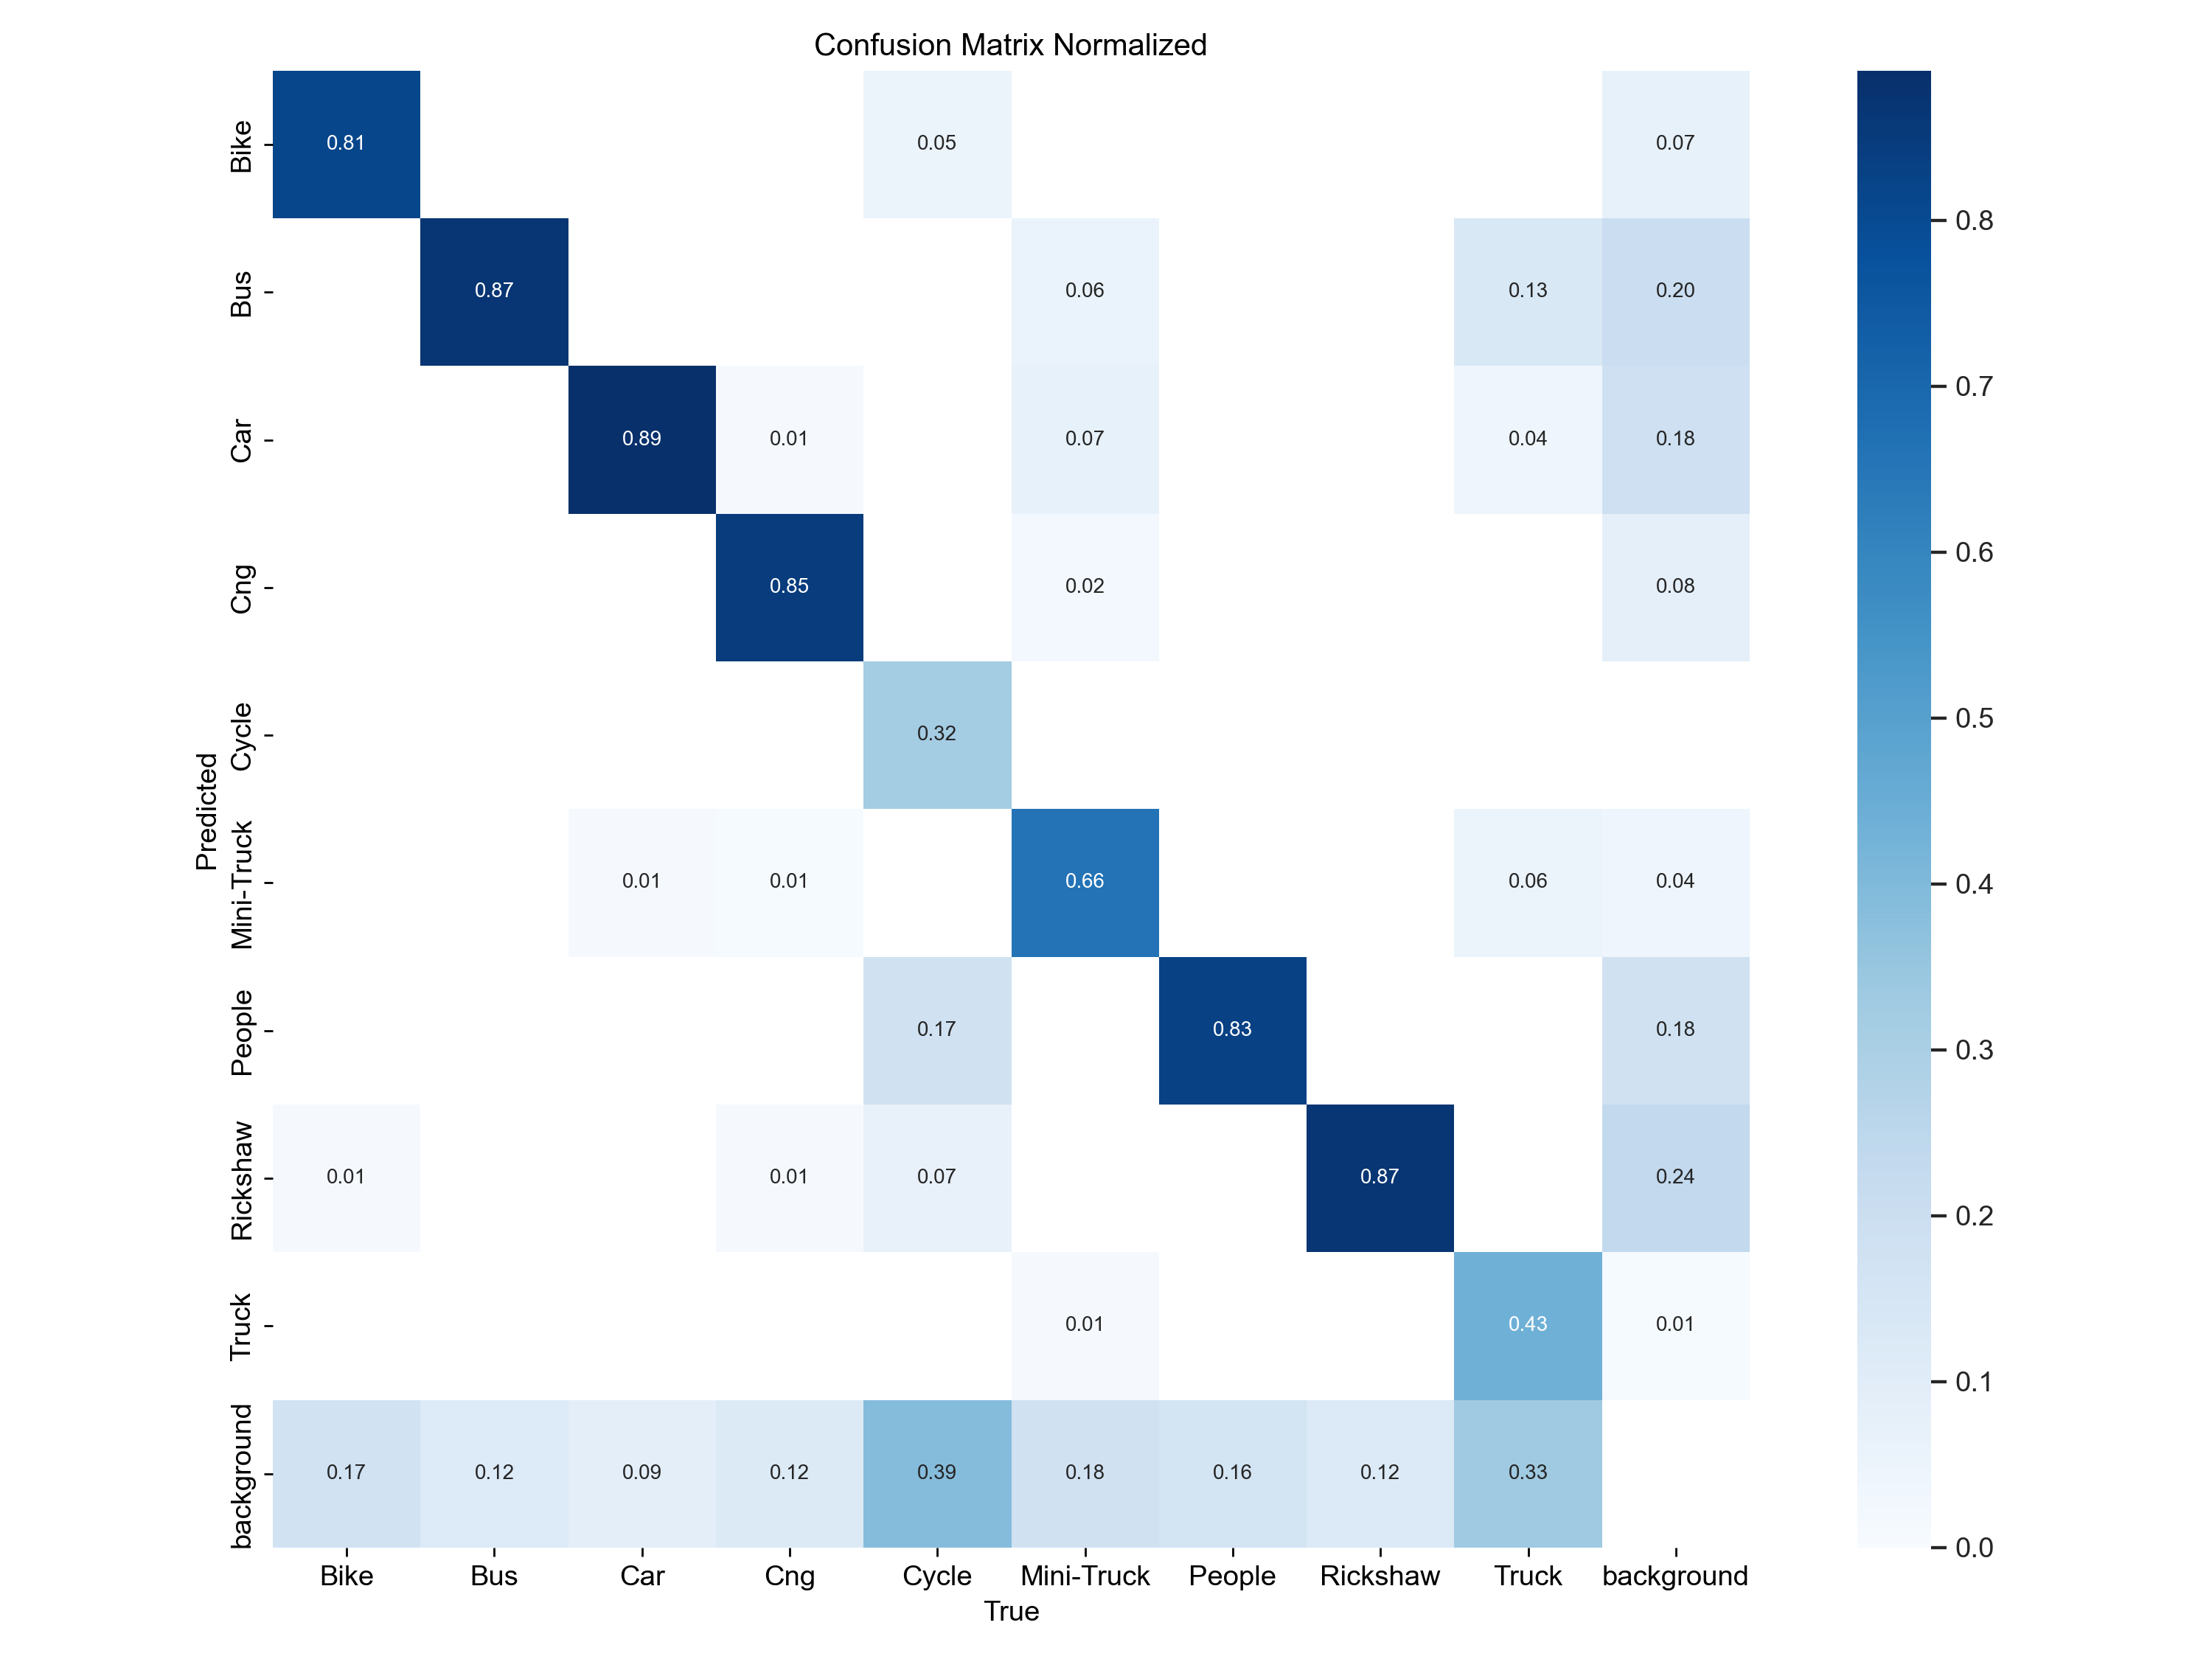 Confusion Matrix Normalized
Bike 0.81 0.05 0.07
Bus 0.87 0.06 0.13 0.20
Car 0.89 0.01 0.07 0.04 0.18
Cng 0.85 0.02 0.08
Cycle 0.32
Mini-Truck 0.01 0.01 0.66 0.06 0.04
People 0.17 0.83 0.18
Rickshaw 0.01 0.01 0.07 0.87 0.24
Truck 0.01 0.43 0.01
background 0.17 0.12 0.09 0.12 0.39 0.18 0.16 0.12 0.33
Predicted
Bike Bus Car Cng Cycle Mini-Truck People Rickshaw Truck background
True
0.8
0.7
0.6
0.5
0.4
0.3
0.2
0.1
0.0